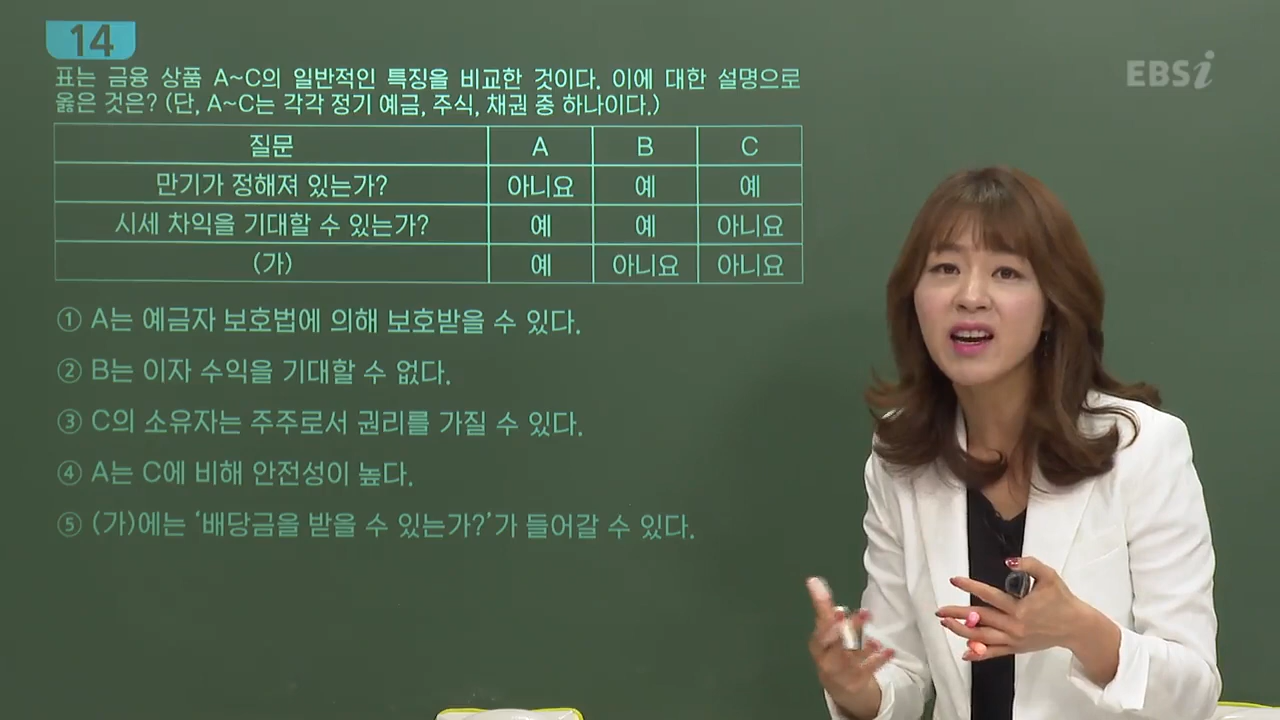 14
EBSi
표는 금융 상품 A~C의 일반적인 특징을 비교한 것이다. 이에 대한 설명으로
옳은 것은? (단, A~C는 각각 정기 예금, 주식, 채권 중 하나이다.)
질문 A B C
만기가 정해져 있는가? 아니요 예 예
시세 차익을 기대할 수 있는가? 예 예 아니요
(가) 예 아니요 아니요
① A는 예금자 보호법에 의해 보호받을 수 있다.
② B는 이자 수익을 기대할 수 없다.
③ C의 소유자는 주주로서 권리를 가질 수 있다.
④ A는 C에 비해 안전성이 높다.
⑤ (가)에는 ‘배당금을 받을 수 있는가?’가 들어갈 수 있다.